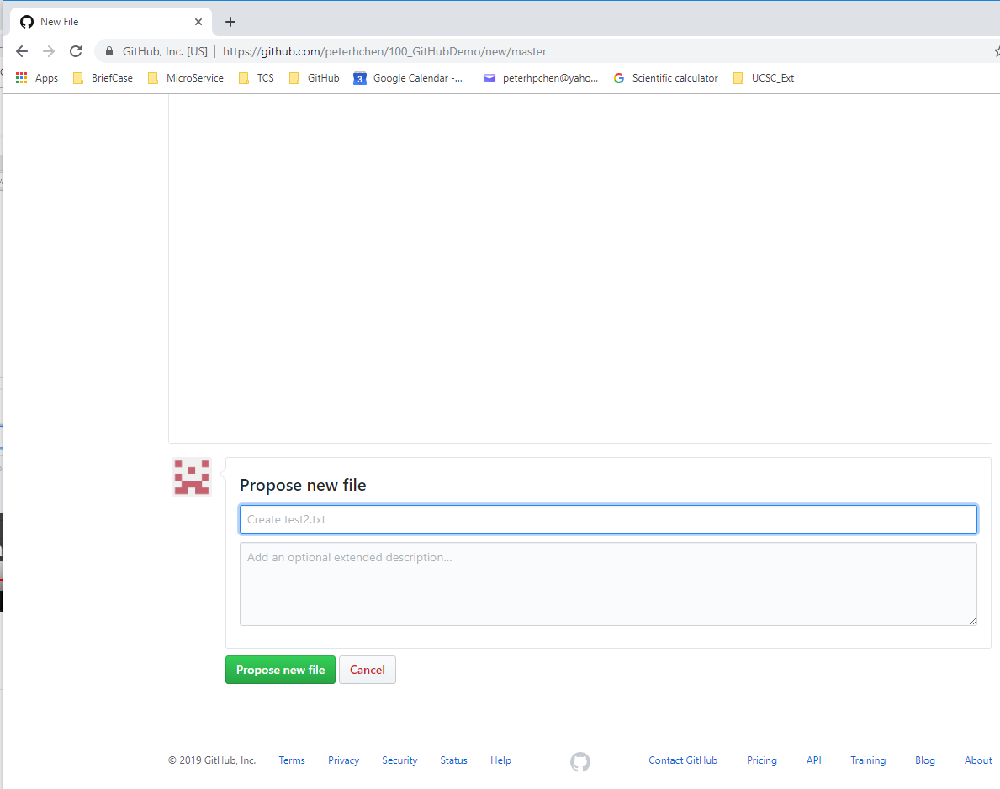 New File
GitHub, Inc. [US] https://github.com/peterhchen/100_GitHubDemo/new/master
Apps BriefCase MicroService TCS GitHub 3 Google Calendar -... peterhpchen@yaho... Scientific calculator UCSC_Ext
Propose new file
Create test2.txt
Add an optional extended description...
Propose new file Cancel
© 2019 GitHub, Inc. Terms Privacy Security Status Help Contact GitHub Pricing API Training Blog About